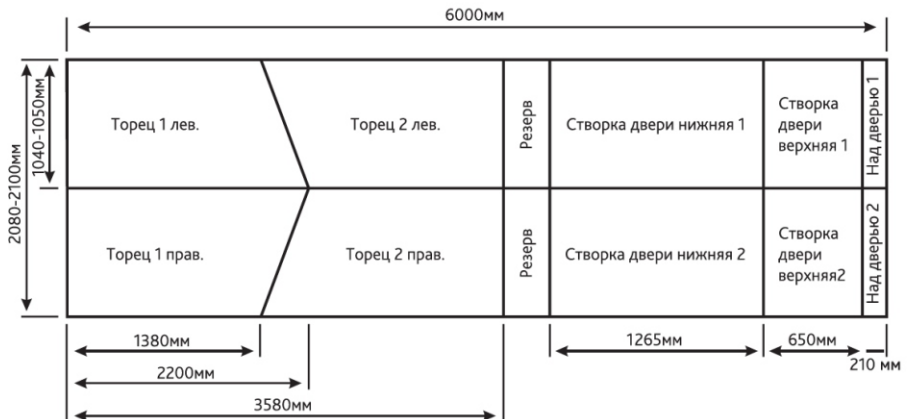 6000мм
2080-2100мм
1040-1050мм
Торец 1 лев.
Торец 2 лев.
Резерв
Створка двери нижняя 1
Створка
двери
верхняя 1
Над дверью 1
Торец 1 прав.
Торец 2 прав.
Резерв
Створка двери нижняя 2
Створка
двери
верхняя2
Над дверью 2
1380мм
1265мм
650мм
210 мм
2200мм
3580мм